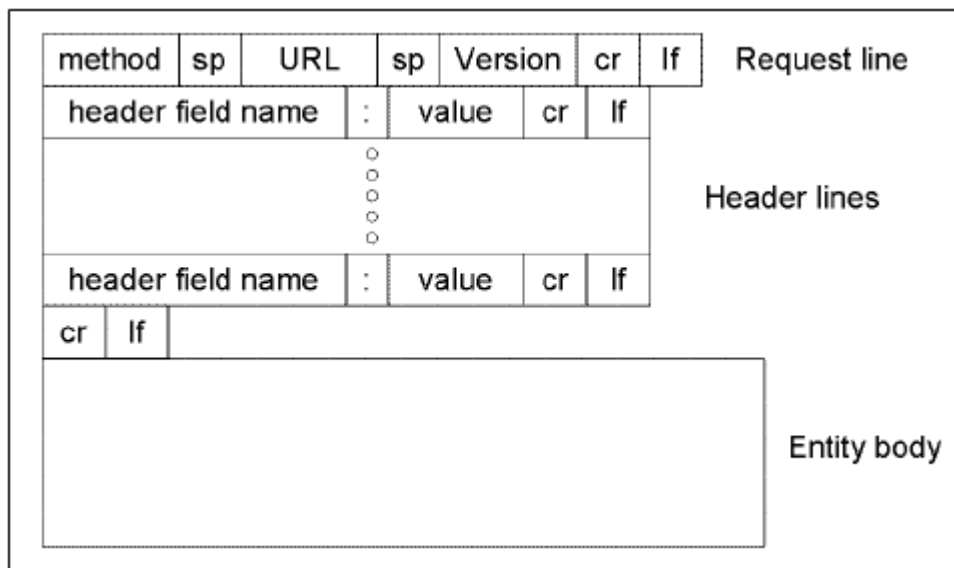 method sp URL sp Version cr lf Request line
header field name : value cr lf
Header lines
header field name : value cr lf
cr lf
Entity body